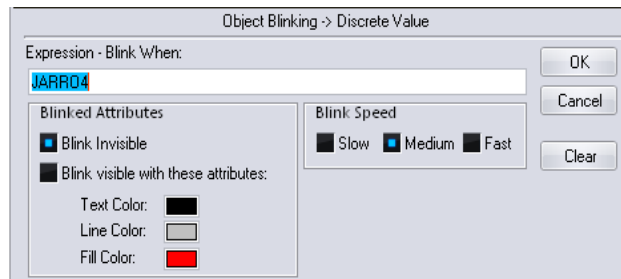 Object Blinking -> Discrete Value
Expression - Blink When:
OK
JARRO4
Cancel
Blinked Attributes
Blink Speed
Blink Invisible
Slow Medium Fast
Clear
Blink visible with these attributes:
Text Color:
Line Color:
Fill Color: